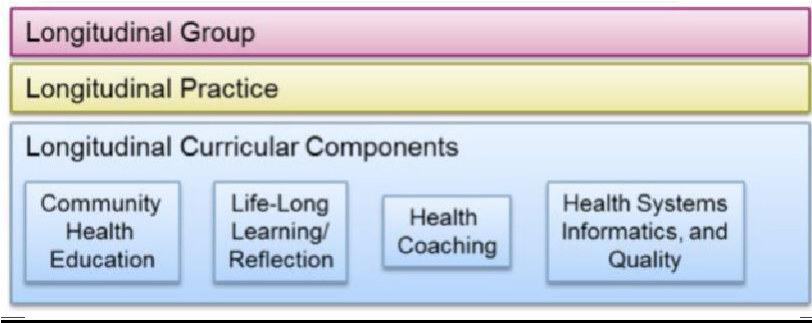 Longitudinal Group
Longitudinal Practice
Longitudinal Curricular Components
Community
Health
Education
Life-Long
Learning/
Reflection
Health
Coaching
Health Systems
Informatics, and
Quality